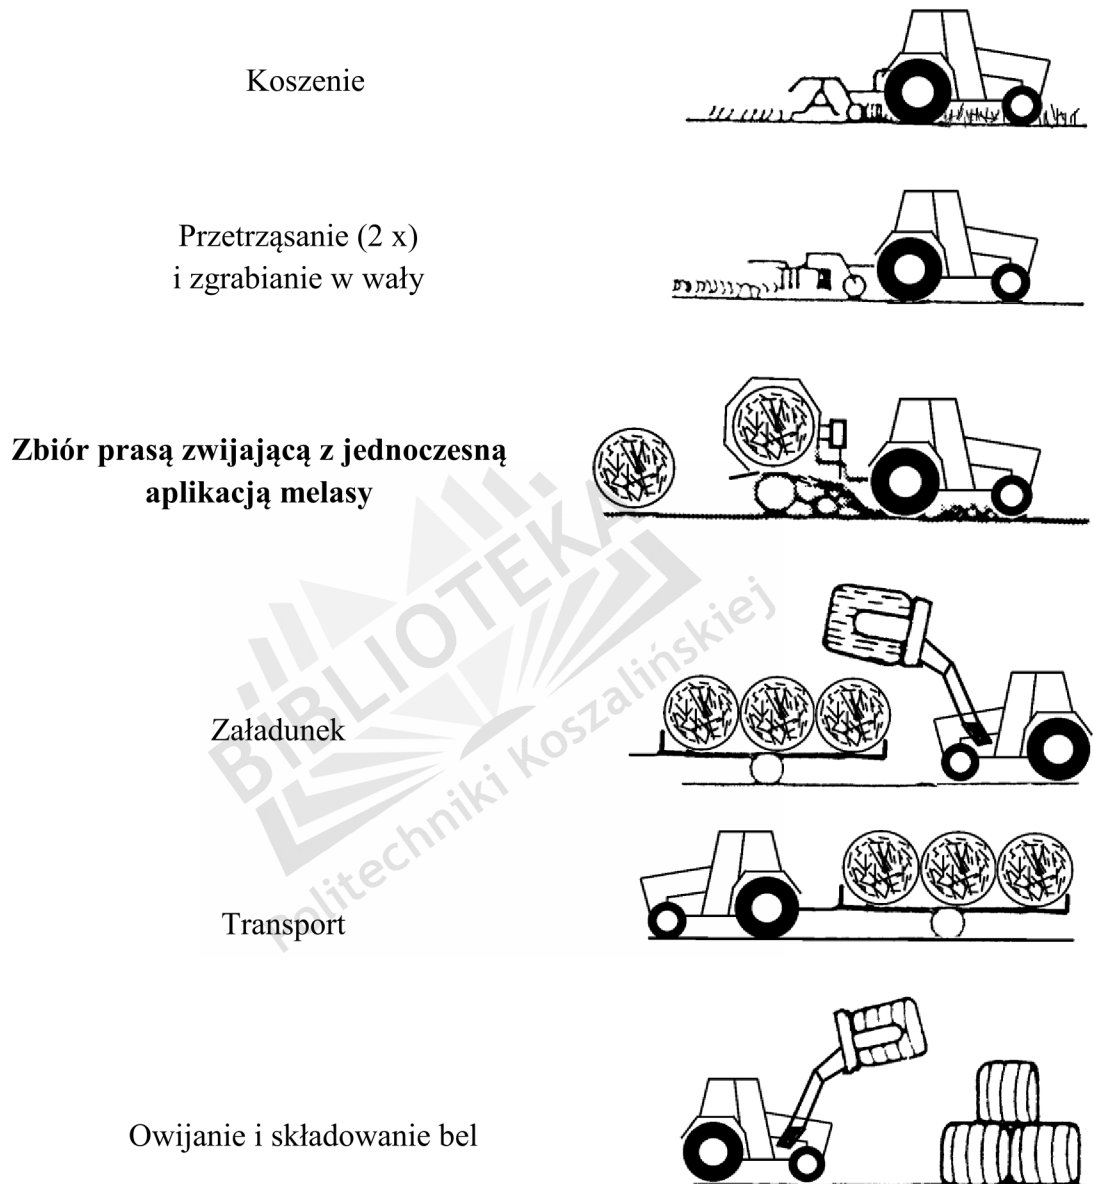 Koszenie
Przetrząsanie (2 x)
i zgrabianie w wały
Zbiór prasą zwijającą z jednoczesną
aplikacją melasy
BIBLIOTEKA
Politechniki Koszalińskiej
Załadunek
Transport
Owijanie i składowanie bel